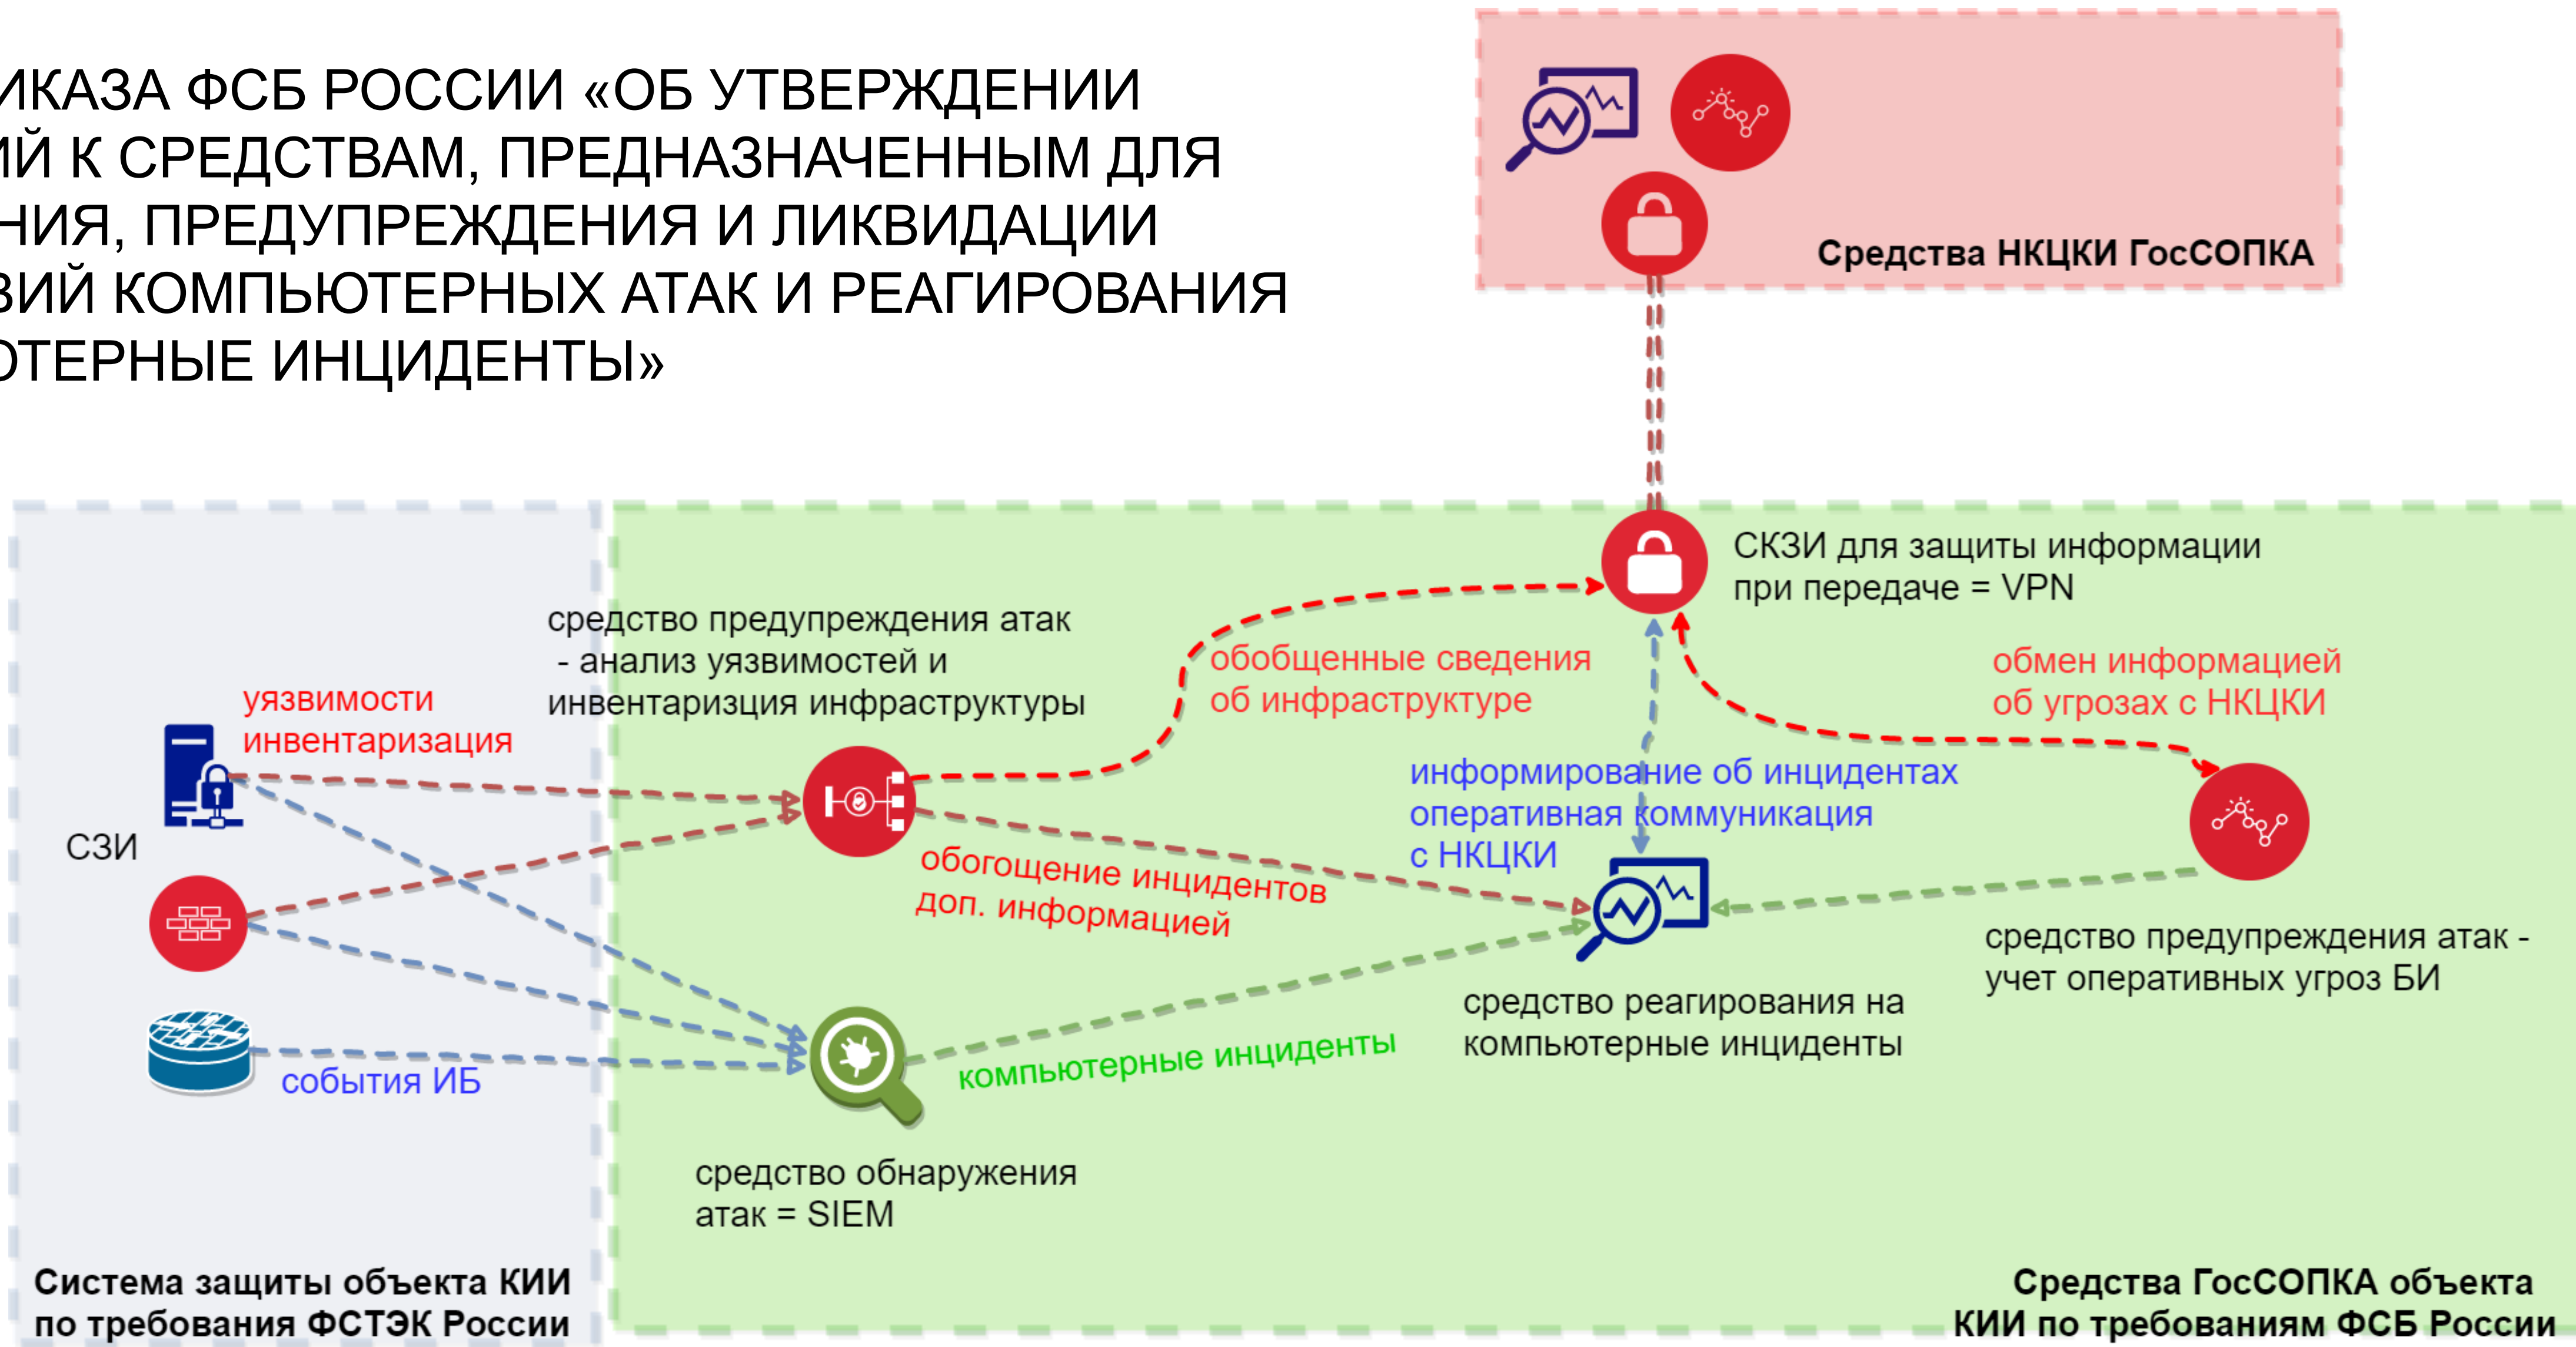 ИКАЗА ФСБ РОССИИ «ОБ УТВЕРЖДЕНИИ
ИЙ К СРЕДСТВАМ, ПРЕДНАЗНАЧЕННЫМ ДЛЯ
НИЯ, ПРЕДУПРЕЖДЕНИЯ И ЛИКВИДАЦИИ
ВИЙ КОМПЬЮТЕРНЫХ АТАК И РЕАГИРОВАНИЯ
ОТЕРНЫЕ ИНЦИДЕНТЫ»
Средства НКЦКИ ГосСОПКА
СКЗИ для защиты информации
при передаче = VPN
средство предупреждения атак
- анализ уязвимостей и
инвентаризция инфраструктуры
обобщенные сведения
об инфраструктуре
обмен информацией
об угрозах с НКЦКИ
уязвимости
инвентаризация
информирование об инцидентах
оперативная коммуникация
с НКЦКИ
СЗИ
обогощение инцидентов
доп. информацией
средство предупреждения атак -
учет оперативных угроз БИ
средство реагирования на
компьютерные инциденты
события ИБ
компьютерные инциденты
средство обнаружения
атак = SIEM
Система защиты объекта КИИ
по требования ФСТЭК России
Средства ГосСОПКА объекта
КИИ по требованиям ФСБ России